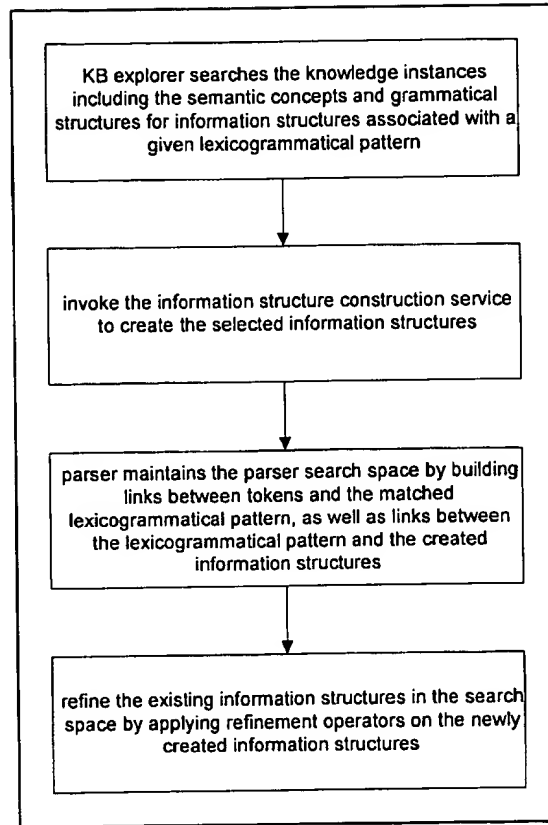 KB explorer searches the knowledge instances
including the semantic concepts and grammatical
structures for information structures associated with a
given lexicogrammatical pattern
invoke the information structure construction service
to create the selected information structures
parser maintains the parser search space by building
links between tokens and the matched
lexicogrammatical pattern, as well as links between
the lexicogrammatical pattern and the created
information structures
refine the existing information structures in the search
space by applying refinement operators on the newly
created information structures